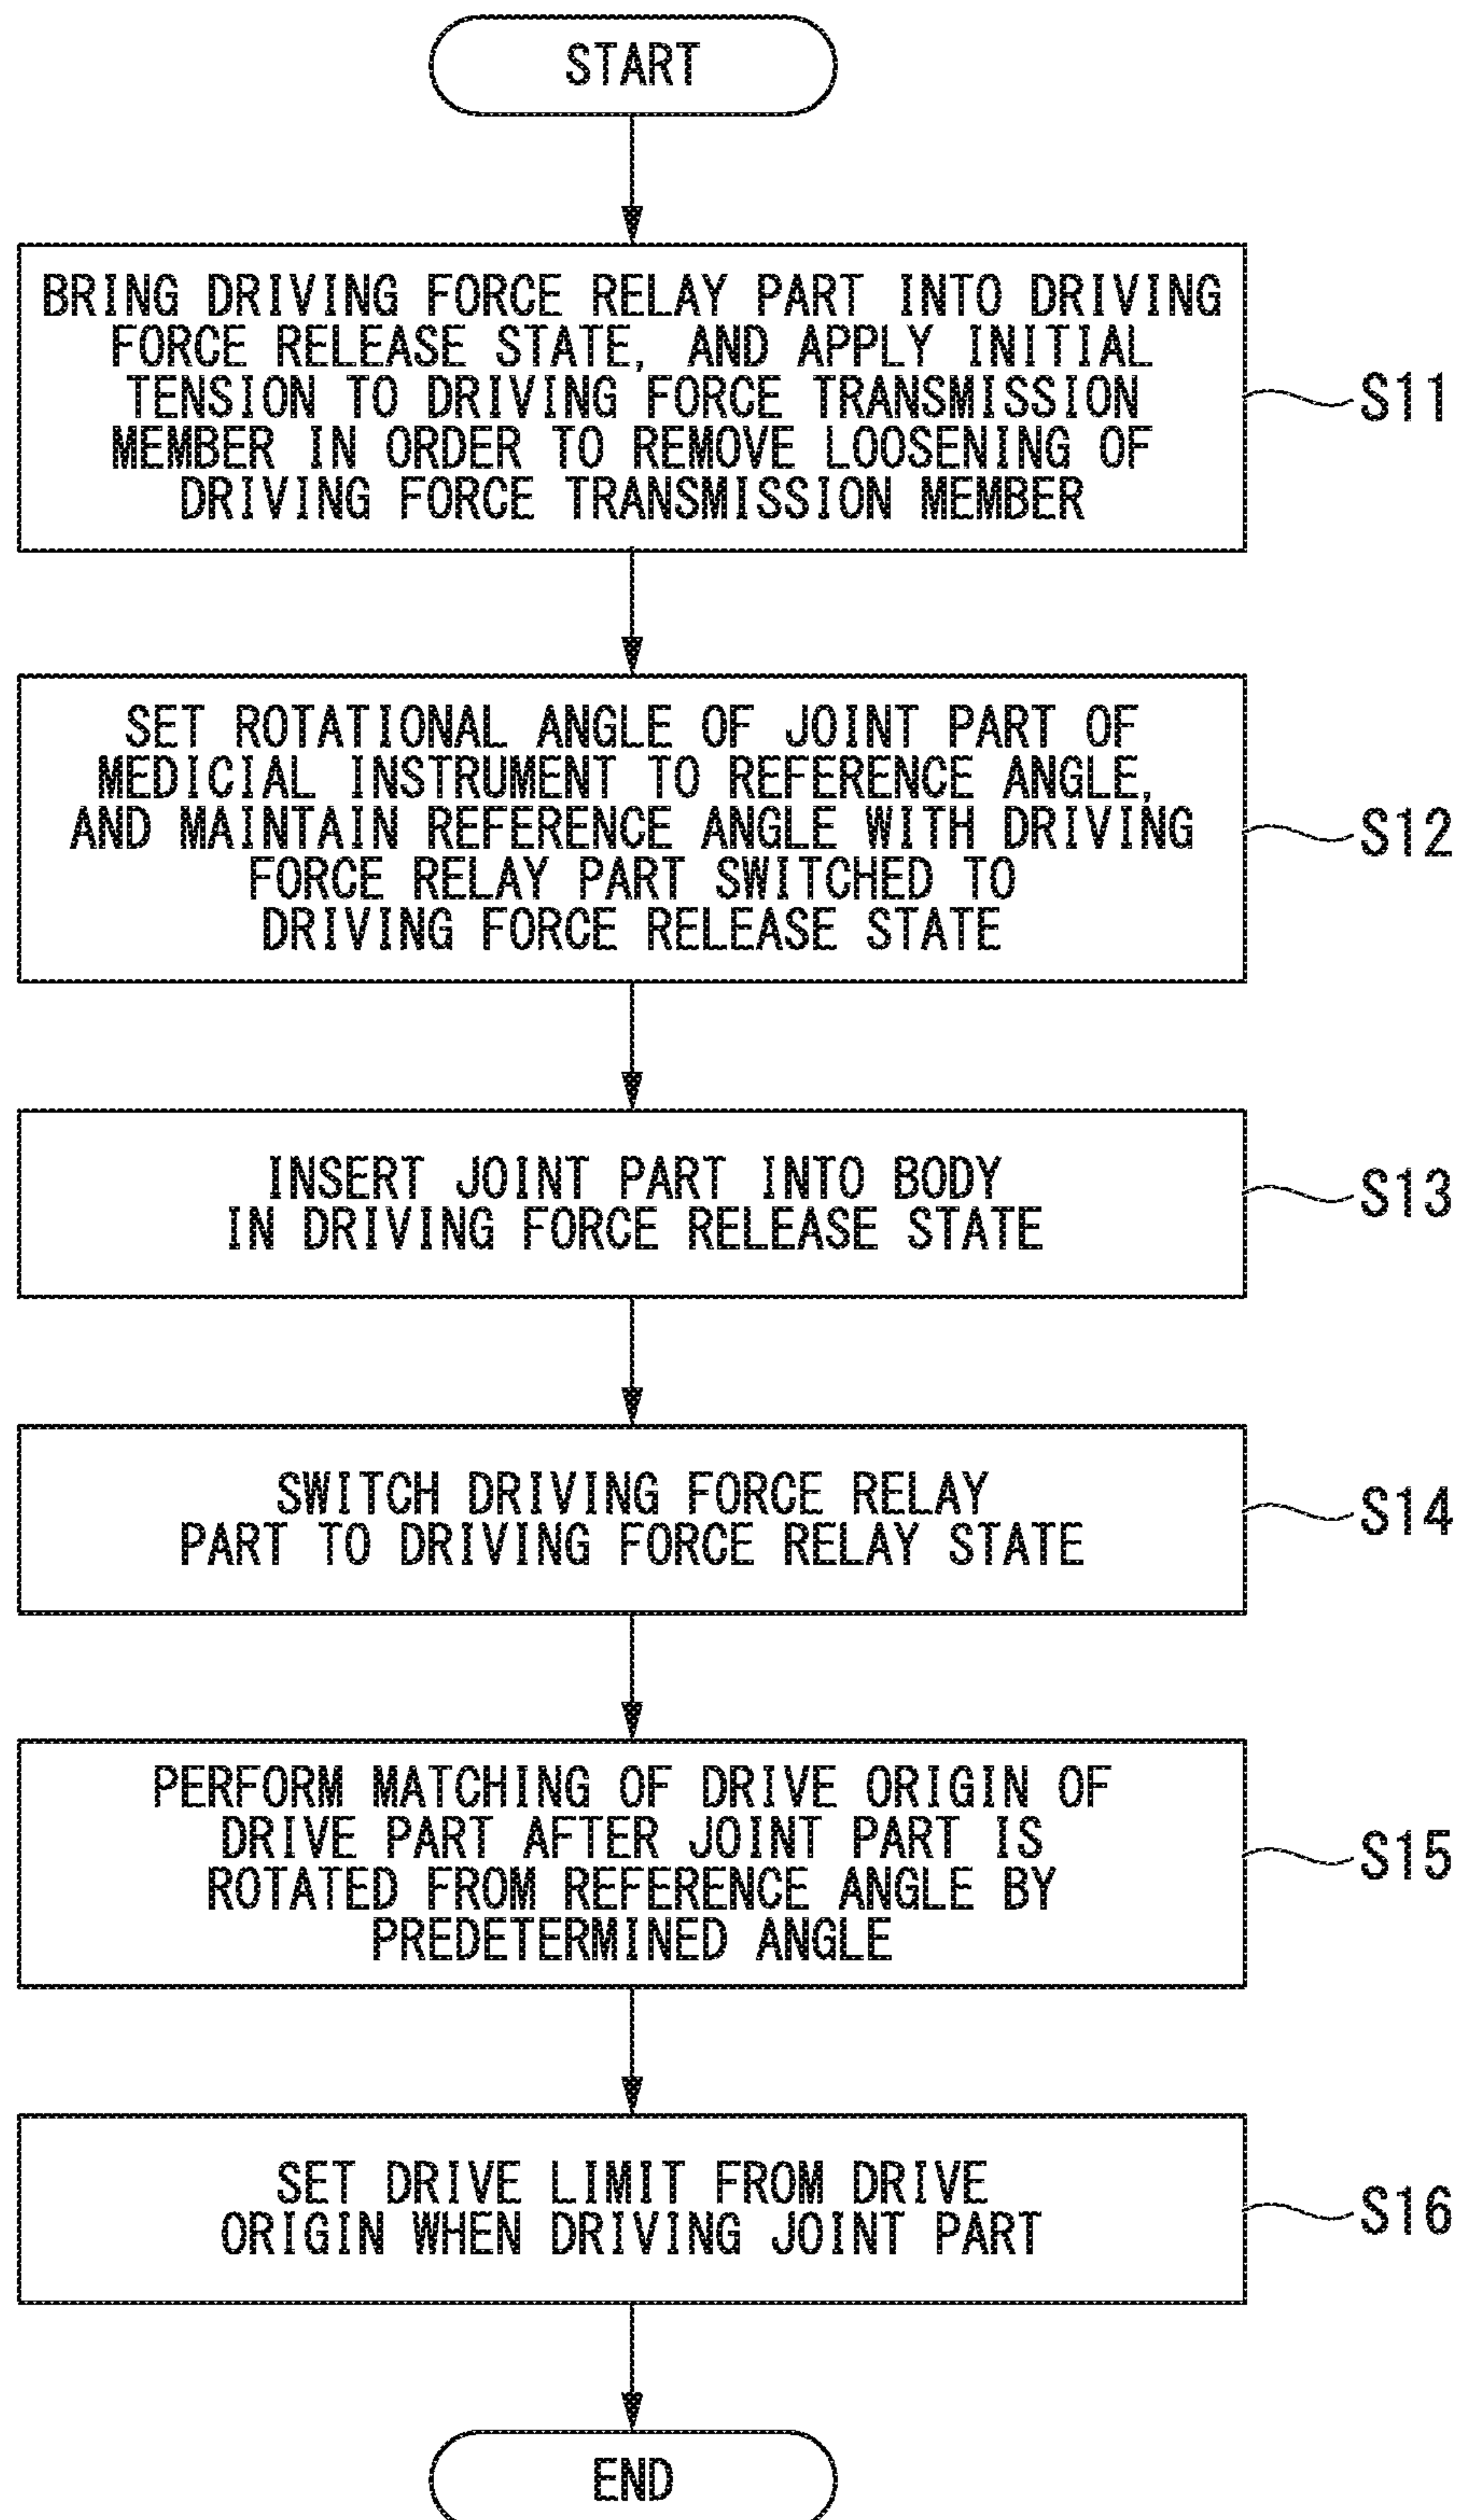 START
BRING DRIVING FORCE RELAY PART INTO DRIVING
FORCE RELEASE STATE, AND APPLY INITIAL
TENSION TO DRIVING FORCE TRANSMISSION
MEMBER IN ORDER TO REMOVE LOOSENING OF
DRIVING FORCE TRANSMISSION MEMBER
S11
SET ROTATIONAL ANGLE OF JOINT PART OF
MEDICIAL INSTRUMENT TO REFERENCE ANGLE,
AND MAINTAIN REFERENCE ANGLE WITH DRIVING
FORCE RELAY PART SWITCHED TO
DRIVING FORCE RELEASE STATE
S12
INSERT JOINT PART INTO BODY
IN DRIVING FORCE RELEASE STATE
S13
SWITCH DRIVING FORCE RELAY
PART TO DRIVING FORCE RELAY STATE
S14
PERFORM MATCHING OF DRIVE ORIGIN OF
DRIVE PART AFTER JOINT PART IS
ROTATED FROM REFERENCE ANGLE BY
PREDETERMINED ANGLE
S15
SET DRIVE LIMIT FROM DRIVE
ORIGIN WHEN DRIVING JOINT PART
S16
END